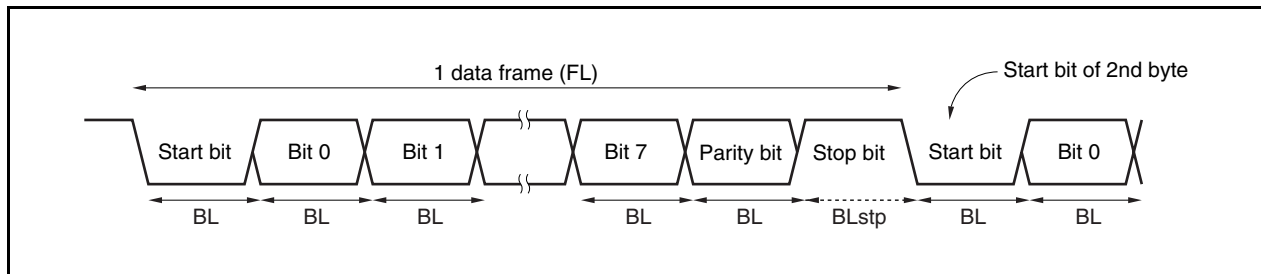 1 data frame (FL)
Start bit of 2nd byte
Start bit Bit 0 Bit 1 Bit 7 Parity bit Stop bit Start bit Bit 0
BL BL BL BL BL BLstp BL BL